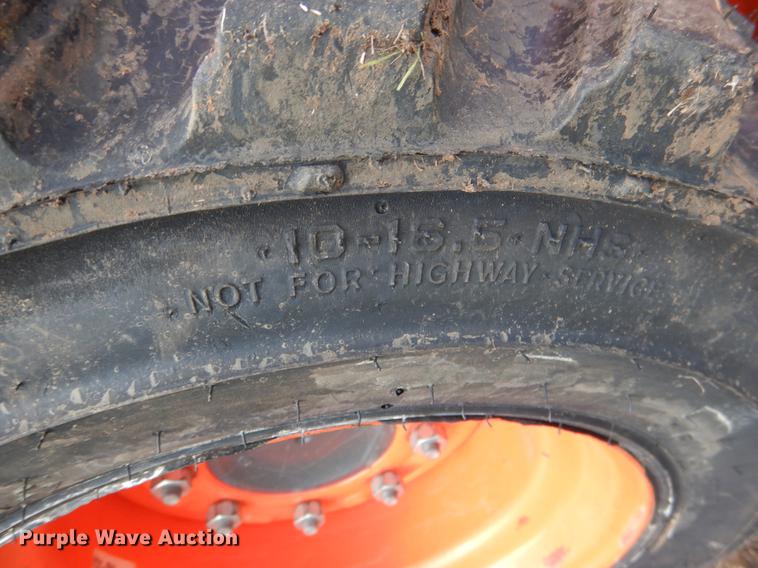 10-16.5 NHS
NOT FOR HIGHWAY SERVICE
Purple Wave Auction